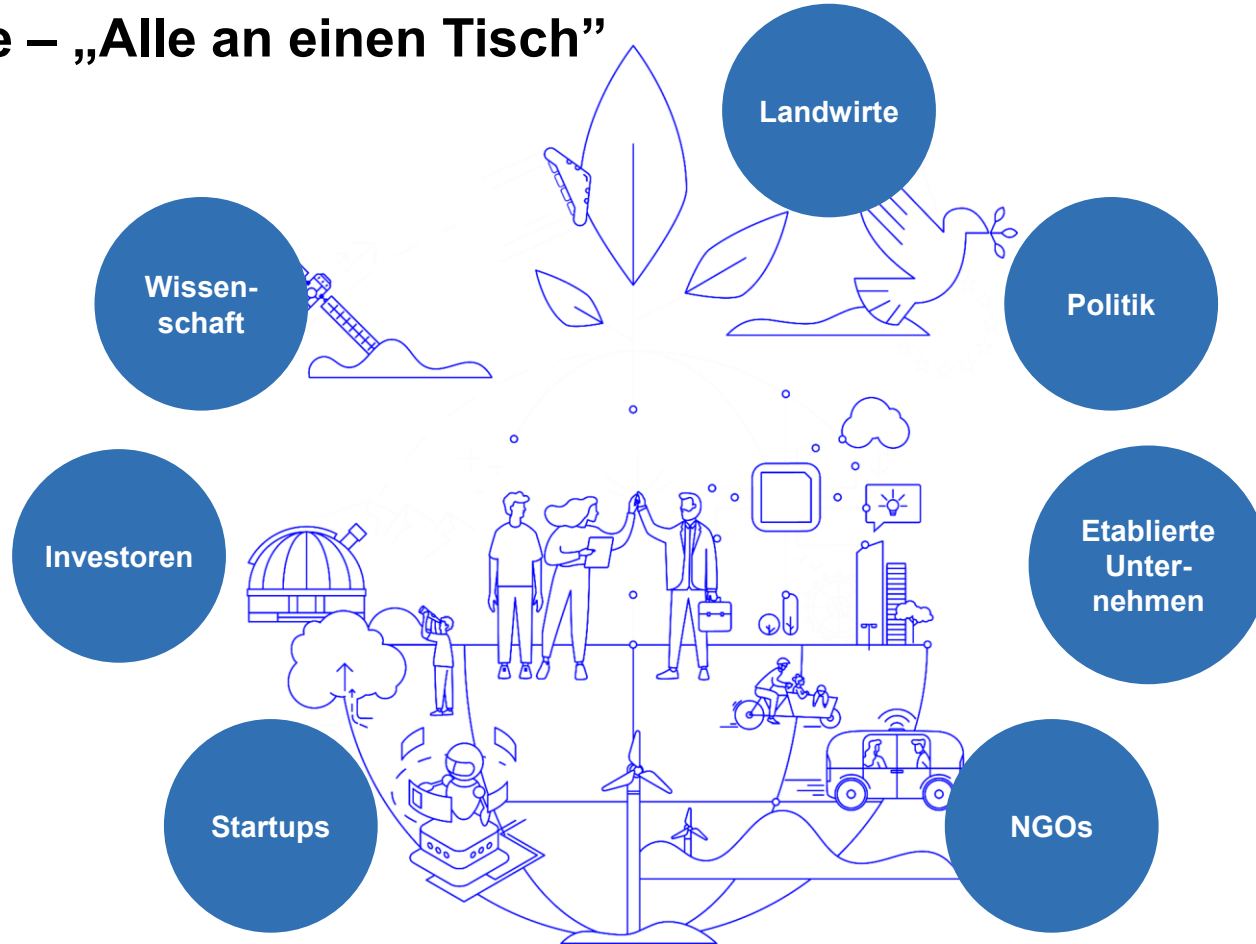 e – „Alle an einen Tisch”
Landwirte
Wissen-
schaft
Politik
Investoren
Etablierte
Unter-
nehmen
Startups
NGOs